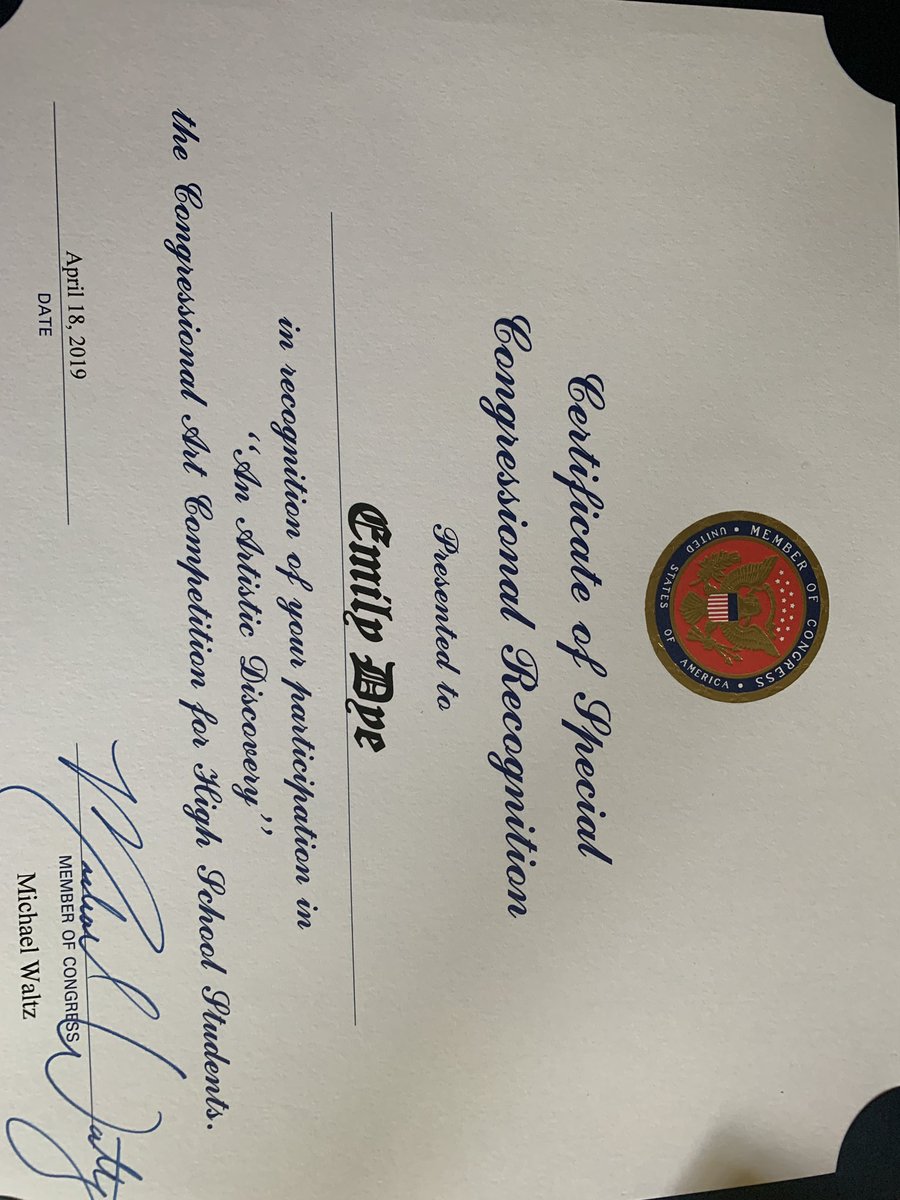 MEMBER OF CONGRESS
UNITED STATES OF AMERICA
Certificate of Special
Congressional Recognition
Presented to
Emily Dye
in recognition of your participation in
“An Artistic Discovery”
the Congressional Art Competition for High School Students.
April 18, 2019
DATE
Michael Waltz
MEMBER OF CONGRESS
Michael Waltz